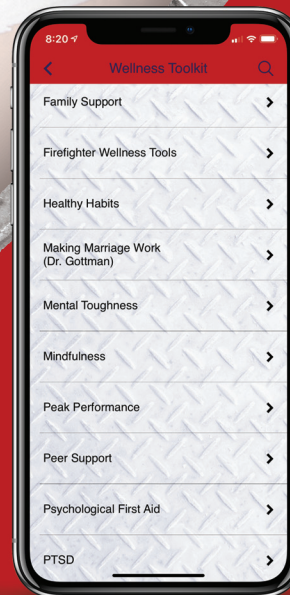 8:20
Wellness Toolkit
Family Support
Firefighter Wellness Tools
Healthy Habits
Making Marriage Work
(Dr. Gottman)
Mental Toughness
Mindfulness
Peak Performance
Peer Support
Psychological First Aid
PTSD